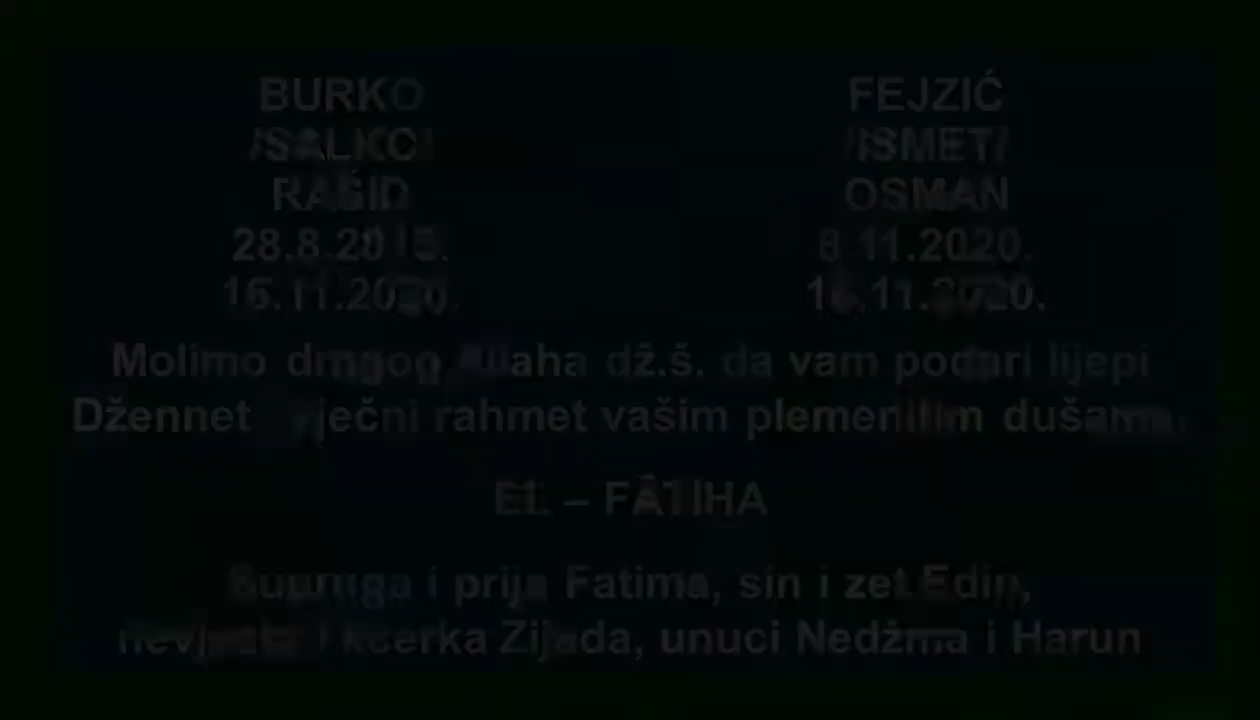 BURKO FEJZIĆ
/SALKO/ /ISMET/
RAŠID OSMAN
28.8.2015. 8.11.2020.
16.11.2020. 16.11.2020.
Molimo dragog Allaha dž.š. da vam podari lijepi
Džennet vječni rahmet vašim plemenitim dušama.
EL – FATIHA
Supruga i prija Fatima, sin i zet Edin,
nevjesta i kćerka Zijada, unuci Nedžma i Harun